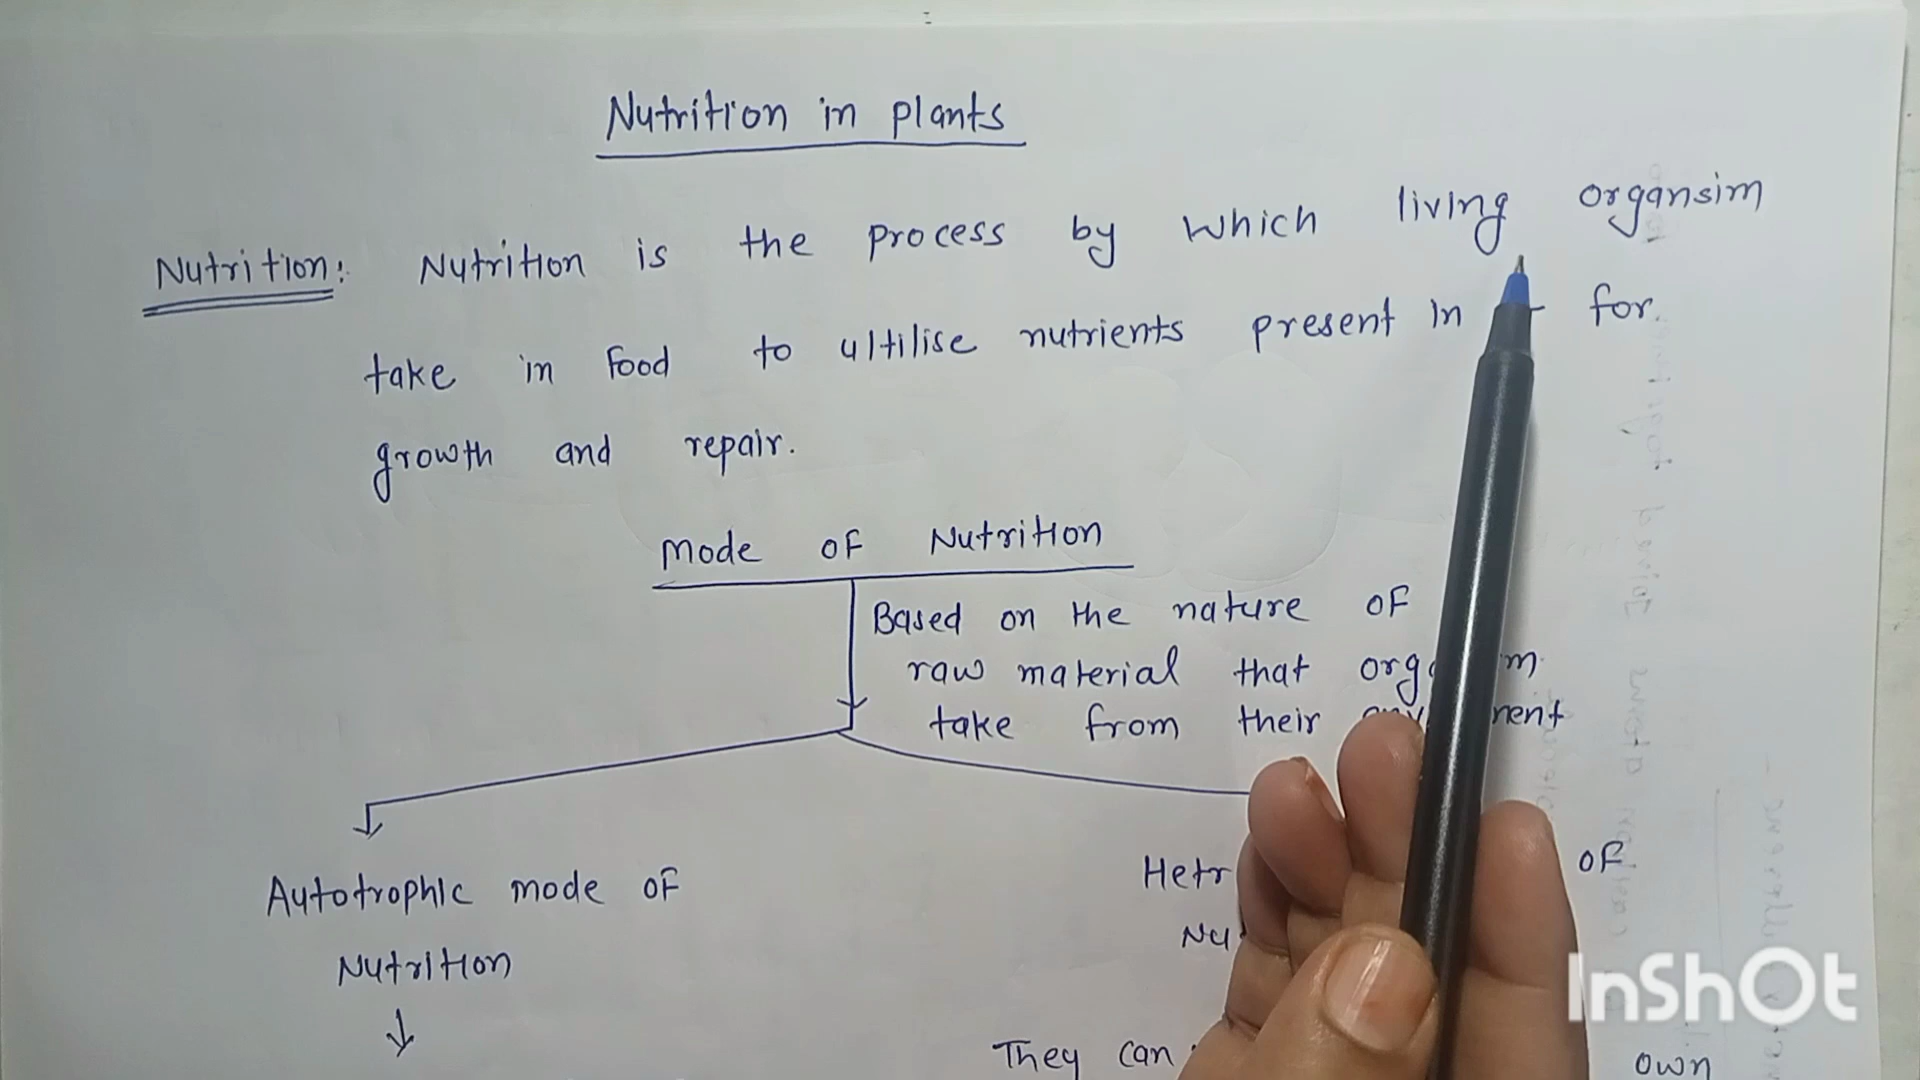 Nutrition in plants
Nutrition: Nutrition is the process by which living organsim
take in food to ultilise nutrients present in for
growth and repair.
Mode of Nutrition
Based on the nature of
raw material that
take from their
Autotrophic mode of
Nutrition
of
They can own
InShOt